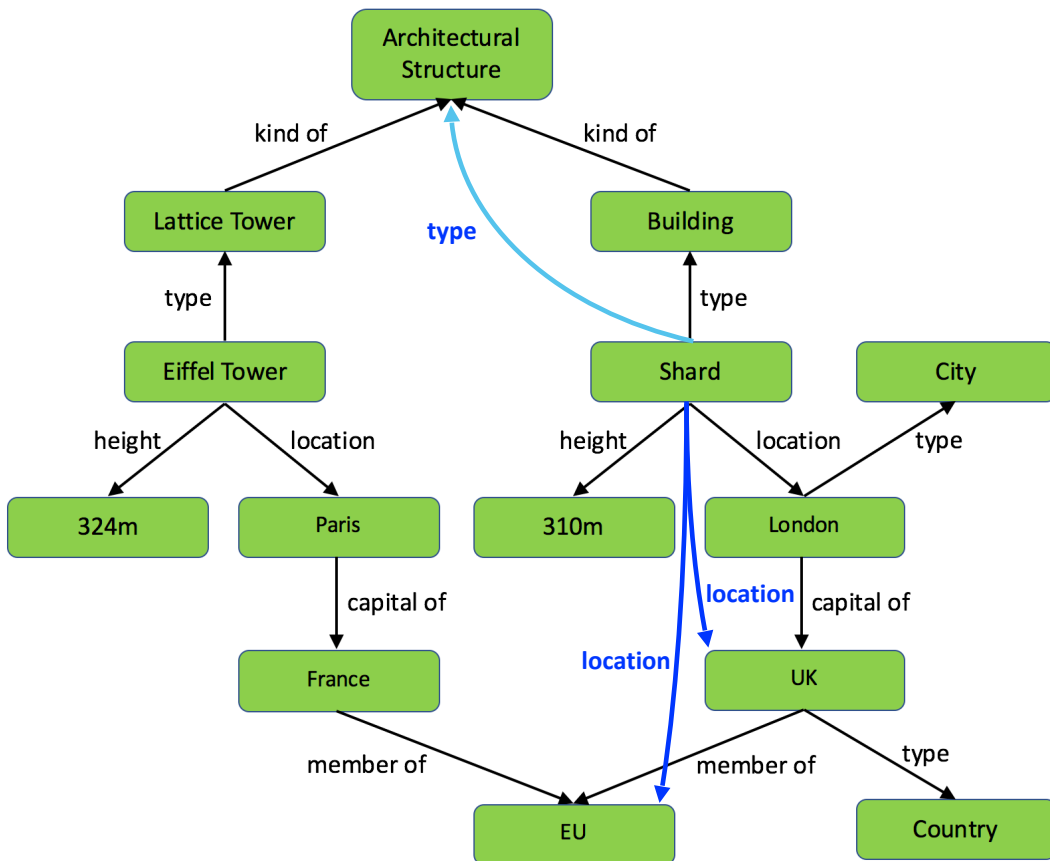 Architectural
Structure
kind of
kind of
Lattice Tower
Building
type
type
type
Eiffel Tower
Shard
City
height
location
height
location
type
324m
Paris
310m
London
capital of
location
capital of
location
France
UK
member of
member of
type
EU
Country